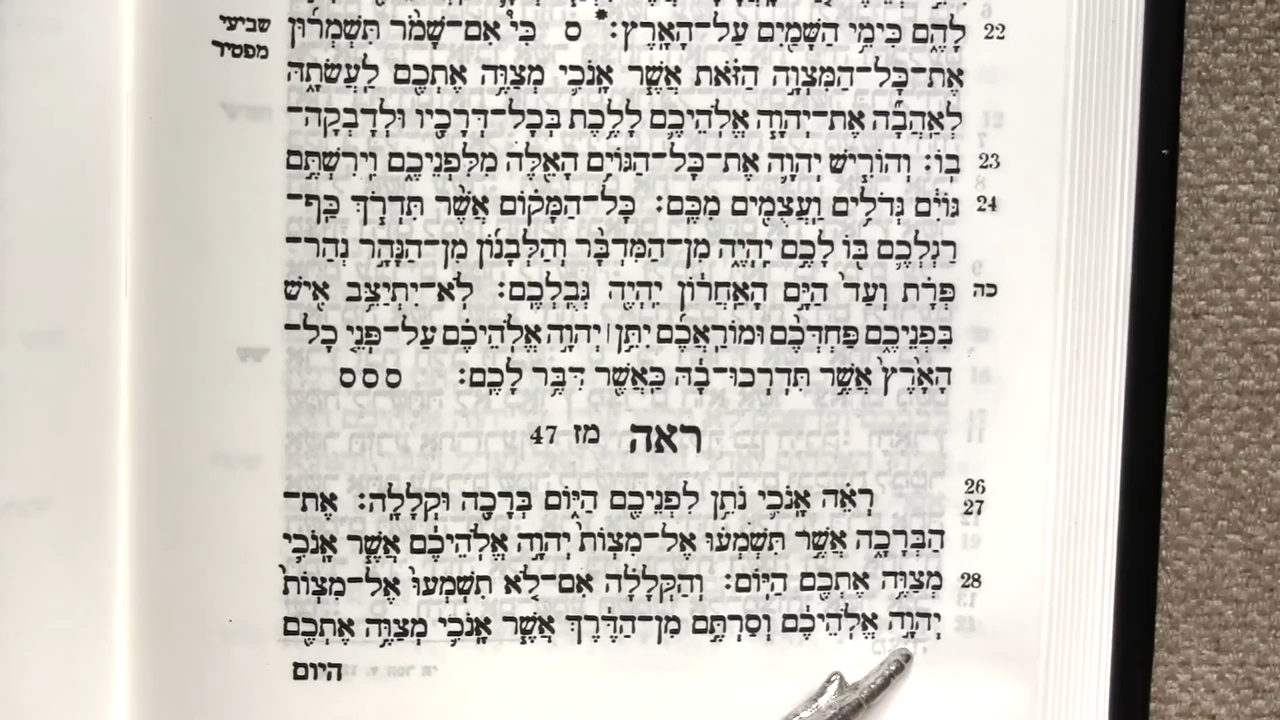 שביעי
מפטיר
לָהֶ֑ם כִּימֵ֥י הַשָּׁמַ֖יִם עַל־הָאָֽרֶץ׃ * ס כִּי֩ אִם־שָׁמֹ֨ר תִּשְׁמְר֜וּן 22
אֶת־כָּל־הַמִּצְוָ֣ה הַזֹּ֗את אֲשֶׁ֧ר אָנֹכִ֛י מְצַוֶּ֥ה אֶתְכֶ֖ם לַעֲשֹׂתָ֑הּ
לְאַהֲבָ֞ה אֶת־יְהוָ֧ה אֱלֹהֵיכֶ֛ם לָלֶ֥כֶת בְּכָל־דְּרָכָ֖יו וּלְדָבְקָה־
בֽוֹ׃ וְהוֹרִ֧ישׁ יְהוָ֛ה אֶת־כָּל־הַגּוֹיִ֥ם הָאֵ֖לֶּה מִלִּפְנֵיכֶ֑ם וִֽירִשְׁתֶּ֣ם 23
גּוֹיִ֔ם גְּדֹלִ֥ים וַעֲצֻמִ֖ים מִכֶּֽם׃ כָּל־הַמָּק֗וֹם אֲשֶׁ֨ר תִּדְרֹ֧ךְ כַּֽף־ 24
רַגְלְכֶ֛ם בּ֖וֹ לָכֶ֣ם יִהְיֶ֑ה מִן־הַמִּדְבָּ֨ר וְהַלְּבָנ֜וֹן מִן־הַנָּהָ֣ר נְהַר־
פְּרָ֗ת וְעַד֙ הַיָּ֣ם הָֽאַחֲר֔וֹן יִהְיֶ֖ה גְּבֻלְכֶֽם׃ לֹא־יִתְיַצֵּ֥ב אִ֖ישׁ כה
בִּפְנֵיכֶ֑ם פַּחְדְּכֶ֨ם וּמֽוֹרַאֲכֶ֜ם יִתֵּ֣ן ׀ יְהוָ֣ה אֱלֹֽהֵיכֶ֗ם עַל־פְּנֵ֤י כָל־
הָאָ֙רֶץ֙ אֲשֶׁ֣ר תִּדְרְכוּ־בָ֔הּ כַּאֲשֶׁ֖ר דִּבֶּ֥ר לָכֶֽם׃ ס ס ס
ראה מז 47
רְאֵ֗ה אָנֹכִ֛י נֹתֵ֥ן לִפְנֵיכֶ֖ם הַיּ֑וֹם בְּרָכָ֖ה וּקְלָלָֽה׃ אֶֽת־ 26 27
הַבְּרָכָ֑ה אֲשֶׁ֣ר תִּשְׁמְע֗וּ אֶל־מִצְוֺת֙ יְהוָ֣ה אֱלֹֽהֵיכֶ֔ם אֲשֶׁ֧ר אָנֹכִ֛י
מְצַוֶּ֥ה אֶתְכֶ֖ם הַיּֽוֹם׃ וְהַקְּלָלָ֗ה אִם־לֹ֤א תִשְׁמְעוּ֙ אֶל־מִצְוֺת֙ 28
יְהוָ֣ה אֱלֹֽהֵיכֶ֔ם וְסַרְתֶּ֣ם מִן־הַדֶּ֔רֶךְ אֲשֶׁ֧ר אָנֹכִ֛י מְצַוֶּ֥ה אֶתְכֶ֖ם
היום